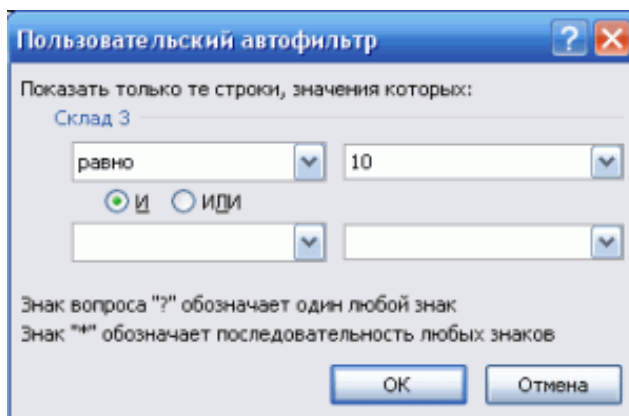 Пользовательский автофильтр
Показать только те строки, значения которых:
Склад 3
равно 10
И ИЛИ
Знак вопроса "?" обозначает один любой знак
Знак "*" обозначает последовательность любых знаков
ОК Отмена